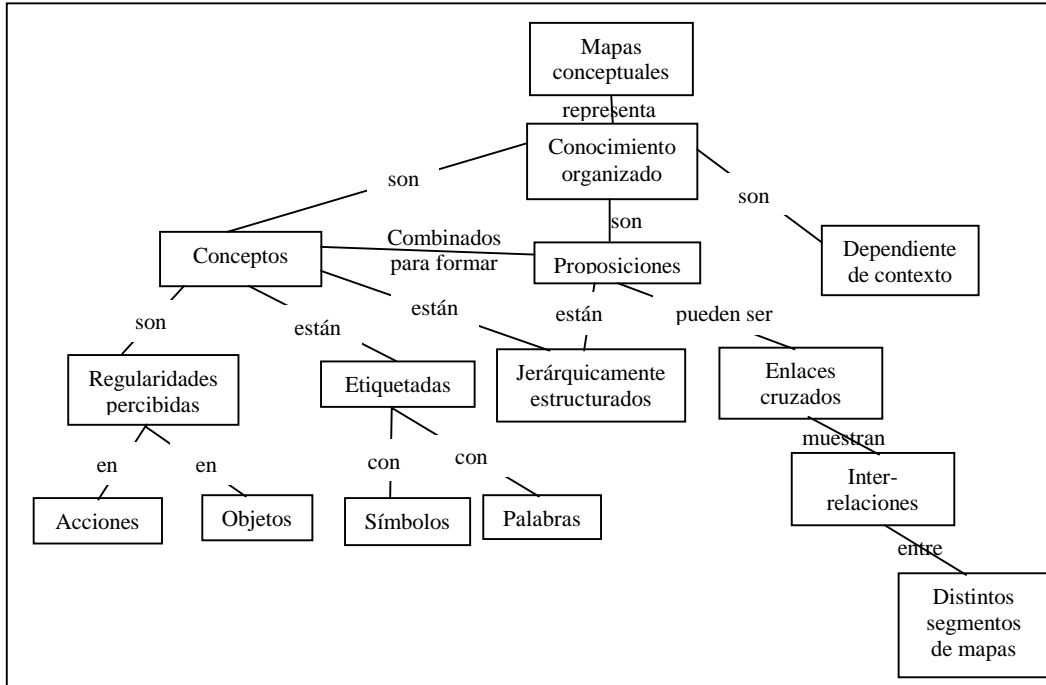 Mapas
conceptuales
representa
Conocimiento
organizado
son
son
son
Conceptos
Combinados
para formar
Proposiciones
Dependiente
de contexto
son
están
están
están
pueden ser
Regularidades
percibidas
Etiquetadas
Jerárquicamente
estructurados
Enlaces
cruzados
en
en
con
con
muestran
Acciones
Objetos
Símbolos
Palabras
Inter-
relaciones
entre
Distintos
segmentos
de mapas